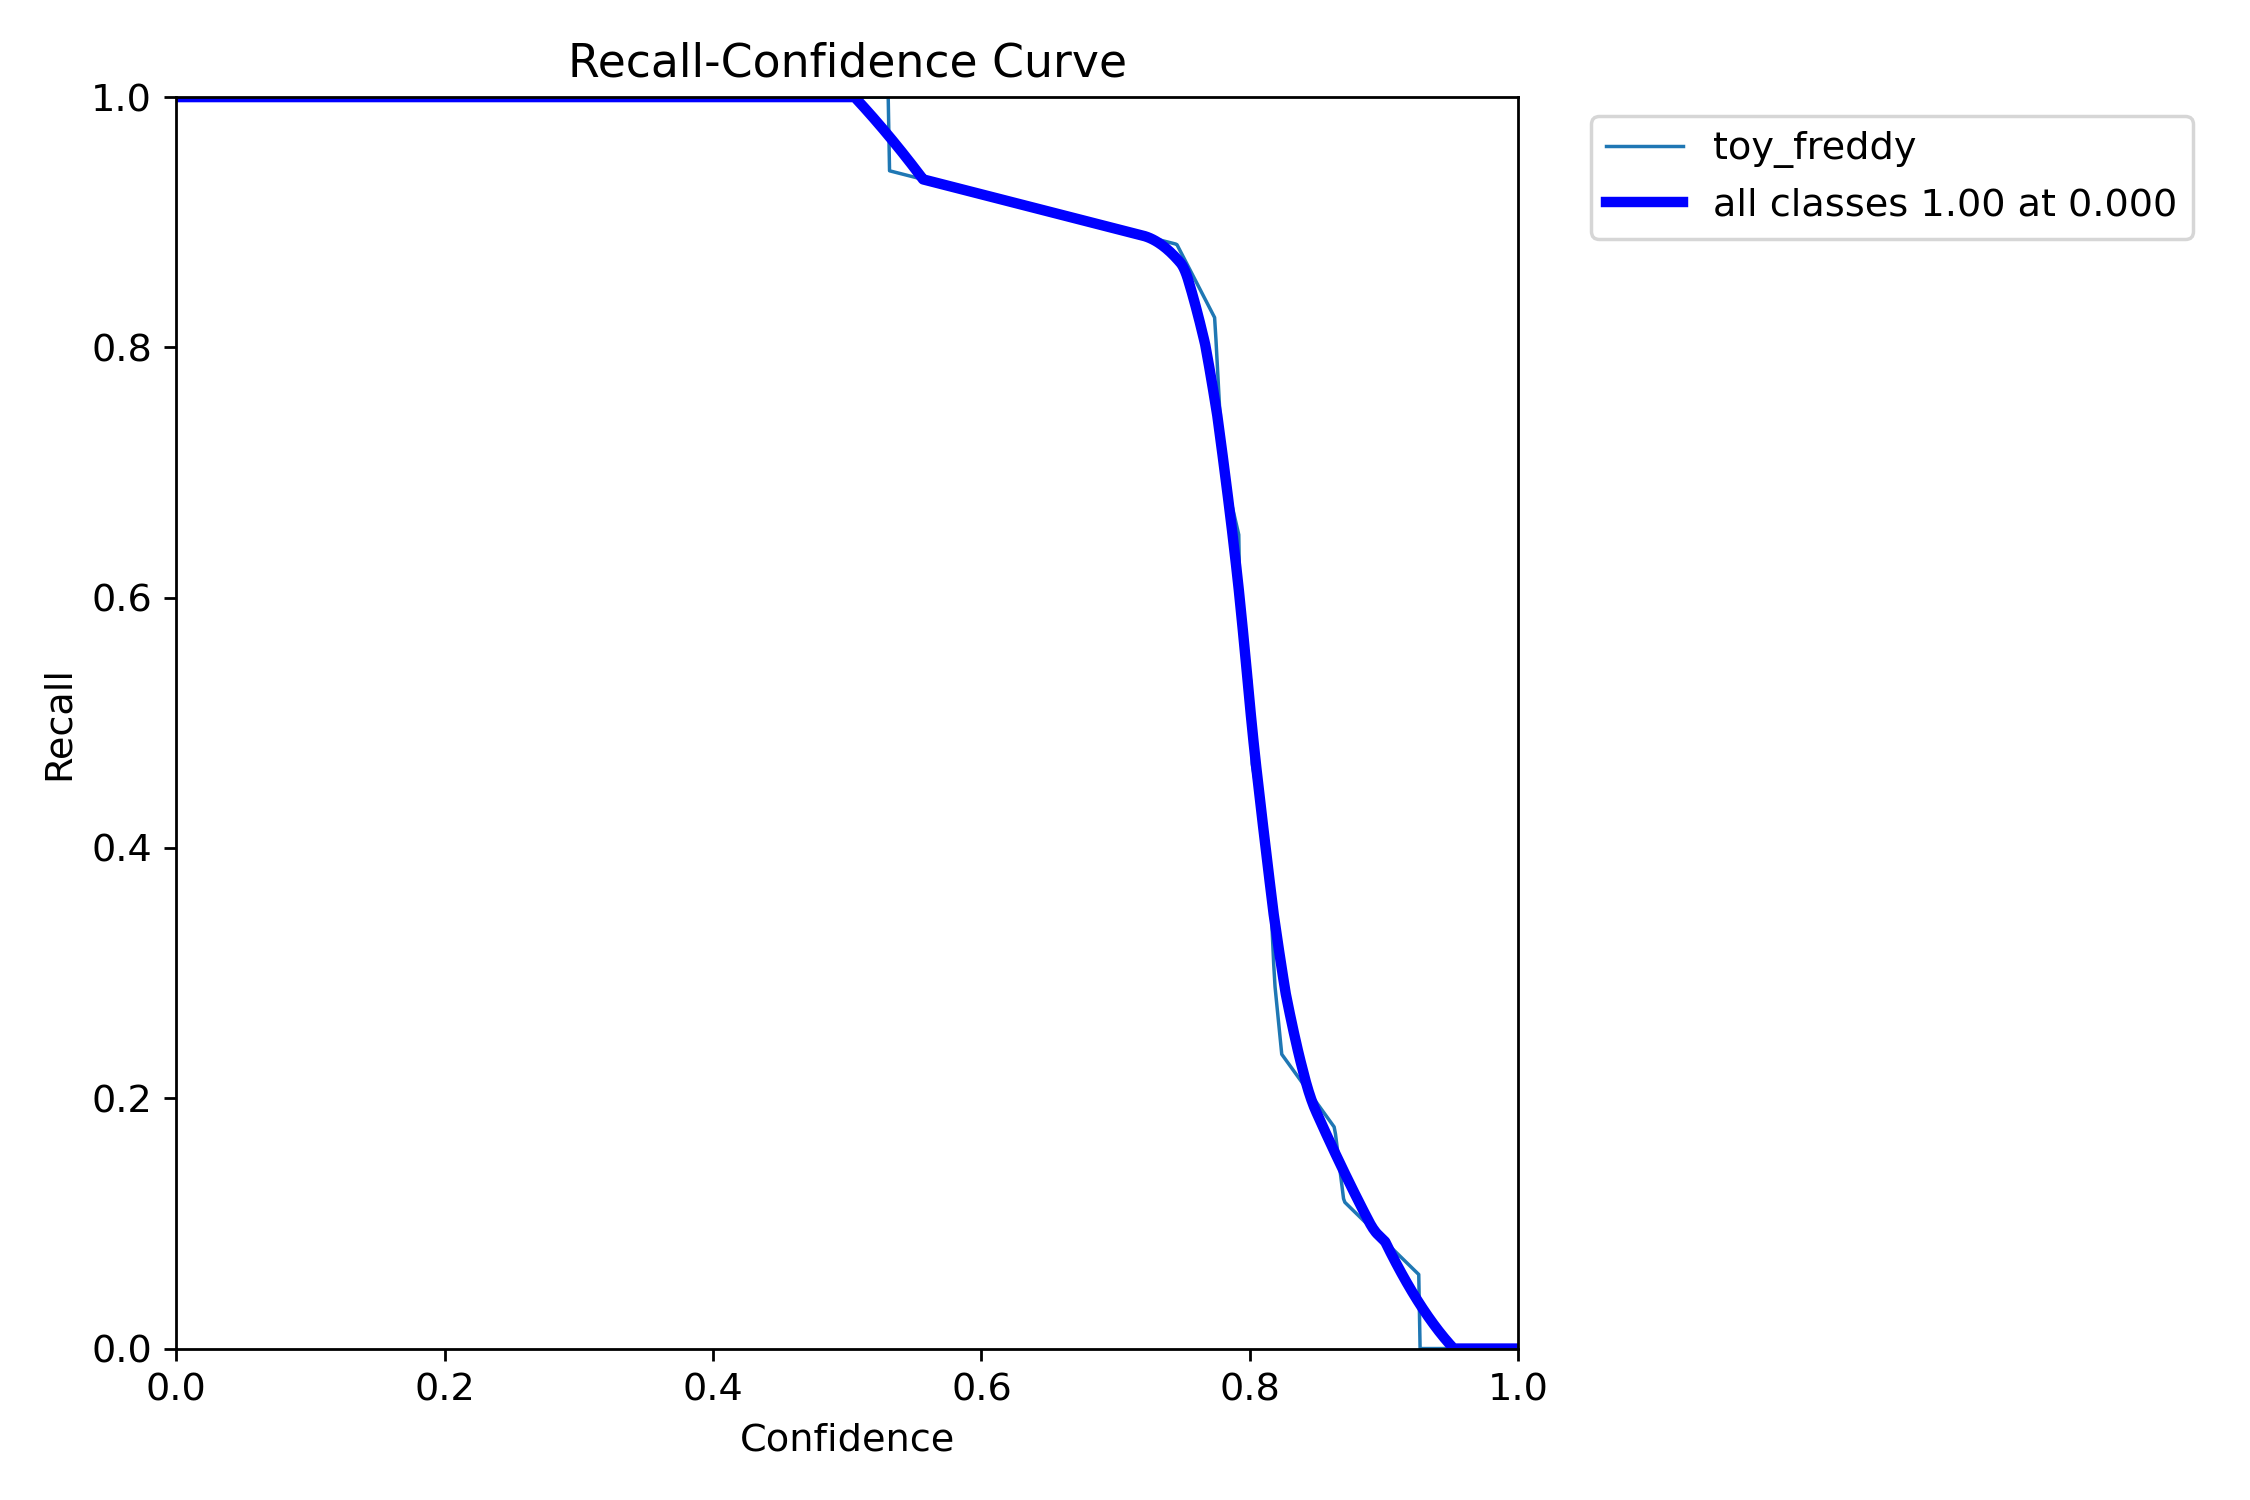 Recall-Confidence Curve
1.0
0.8
0.6
0.4
0.2
0.0
Recall
0.0 0.2 0.4 0.6 0.8 1.0
Confidence
toy_freddy
all classes 1.00 at 0.000